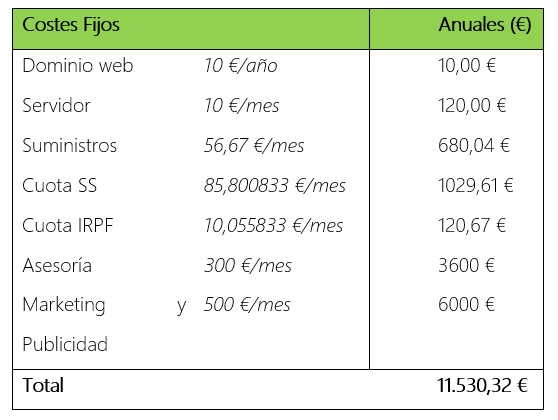 Costes Fijos Anuales (€)
Dominio web 10 €/año 10,00 €
Servidor 10 €/mes 120,00 €
Suministros 56,67 €/mes 680,04 €
Cuota SS 85,800833 €/mes 1029,61 €
Cuota IRPF 10,055833 €/mes 120,67 €
Asesoría 300 €/mes 3600 €
Marketing y 500 €/mes 6000 €
Publicidad
Total 11.530,32 €